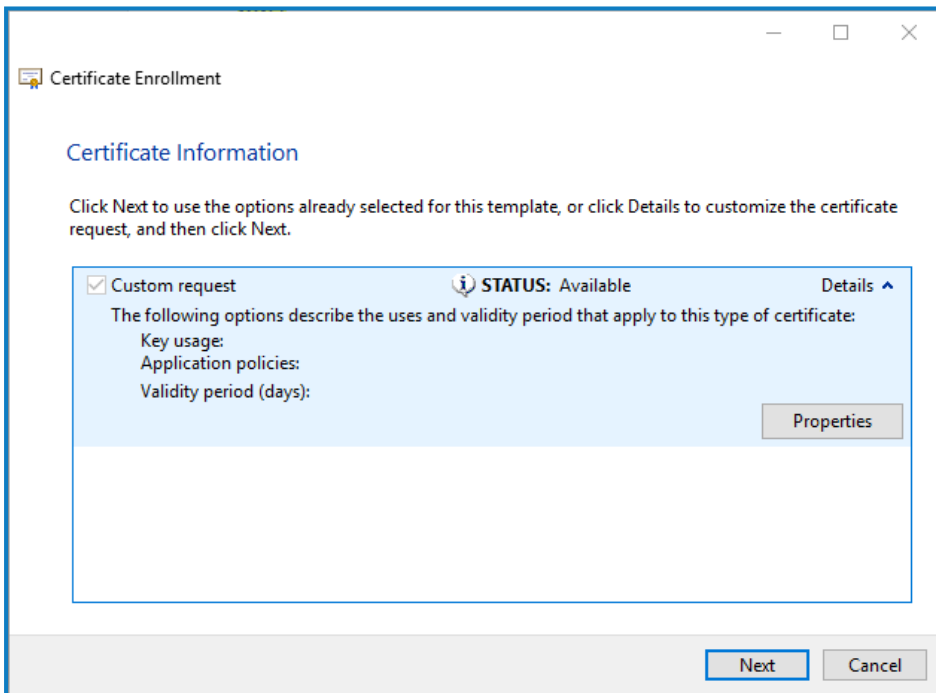 Certificate Enrollment
Certificate Information
Click Next to use the options already selected for this template, or click Details to customize the certificate
request, and then click Next.
Custom request STATUS: Available Details
The following options describe the uses and validity period that apply to this type of certificate:
Key usage:
Application policies:
Validity period (days):
Properties
Next Cancel